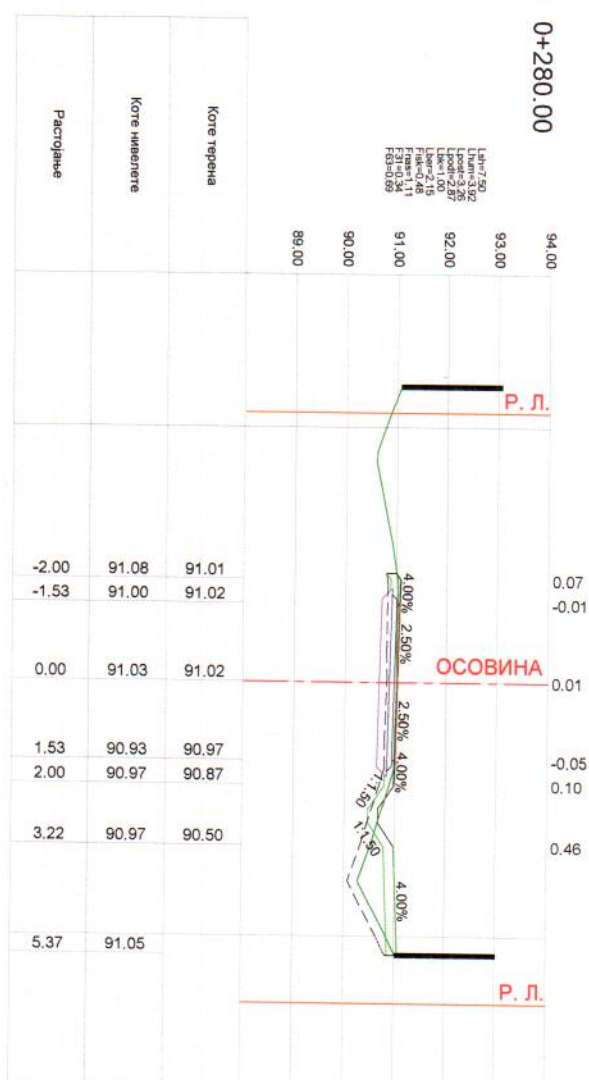 0+280.00
Lsh=7.50
Lhum=3.92
Lpost=3.26
Lpodt=2.87
Lbk=1.00
Lber=2.15
Fisk=0.48
Fnas=1.11
F31=0.34
F63=0.69
94.00
93.00
92.00
91.00
90.00
89.00
Р. Л.
ОСОВИНА
Р. Л.
4.00%
2.50%
2.50%
4.00%
1:1.50
1:1.50
4.00%
0.07
-0.01
0.01
-0.05
0.10
0.46
Коте терена
91.01
91.02
91.02
90.97
90.87
90.50
Коте нивелете
91.08
91.00
91.03
90.93
90.97
90.97
91.05
Растојање
-2.00
-1.53
0.00
1.53
2.00
3.22
5.37